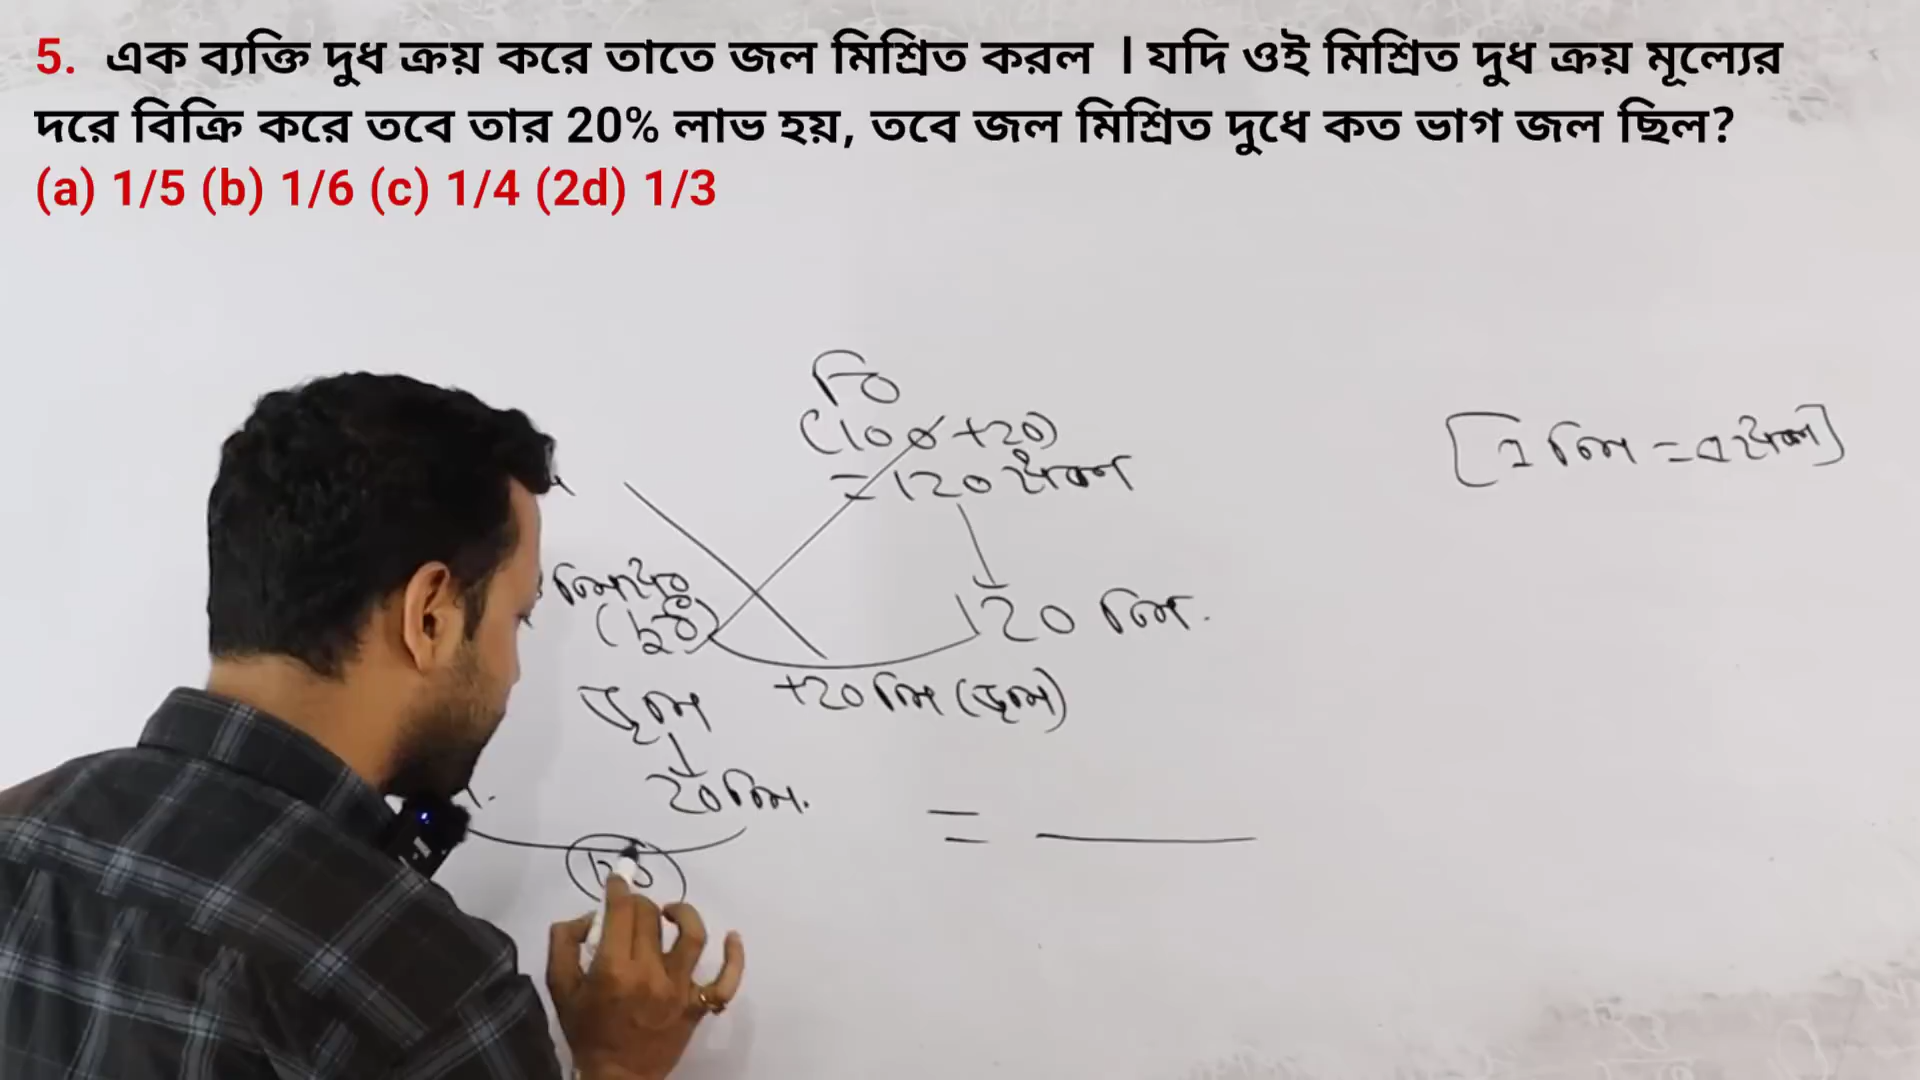 5. এক ব্যক্তি দুধ ক্রয় করে তাতে জল মিশ্রিত করল । যদি ওই মিশ্রিত দুধ ক্রয় মূল্যের
দরে বিক্রি করে তবে তার 20% লাভ হয়, তবে জল মিশ্রিত দুধে কত ভাগ জল ছিল?
(a) 1/5 (b) 1/6 (c) 1/4 (2d) 1/3
(100+20)
=120 টাকা
[1 লি = 1 টাকা]
120 লি.
জল +20 লি (জল)
20 লি.
=
120